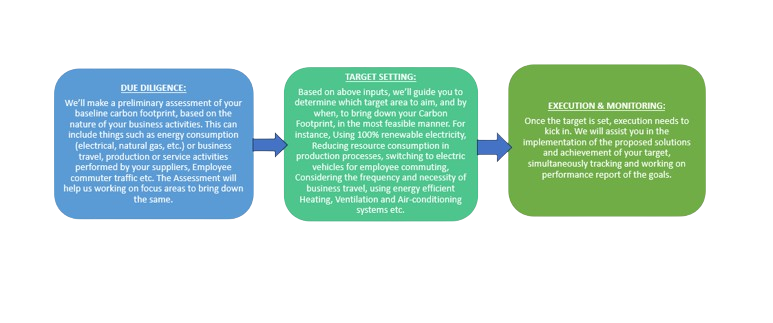 DUE DILIGENCE:
We'll make a preliminary assessment of your
baseline carbon footprint, based on the
nature of your business activities. This can
include things such as energy consumption
(electrical, natural gas, etc.) or business
travel, production or service activities
performed by your suppliers, Employee
commuter traffic etc. The Assessment will
help us working on focus areas to bring down
the same.
TARGET SETTING:
Based on above inputs, we'll guide you to
determine which target area to aim, and by
when, to bring down your Carbon
Footprint, in the most feasible manner. For
instance, Using 100% renewable electricity,
Reducing resource consumption in
production processes, switching to electric
vehicles for employee commuting,
Considering the frequency and necessity of
business travel, using energy efficient
Heating, Ventilation and Air-conditioning
systems etc.
EXECUTION & MONITORING:
Once the target is set, execution needs to
kick in. We will assist you in the
implementation of the proposed solutions
and achievement of your target,
simultaneously tracking and working on
performance report of the goals.